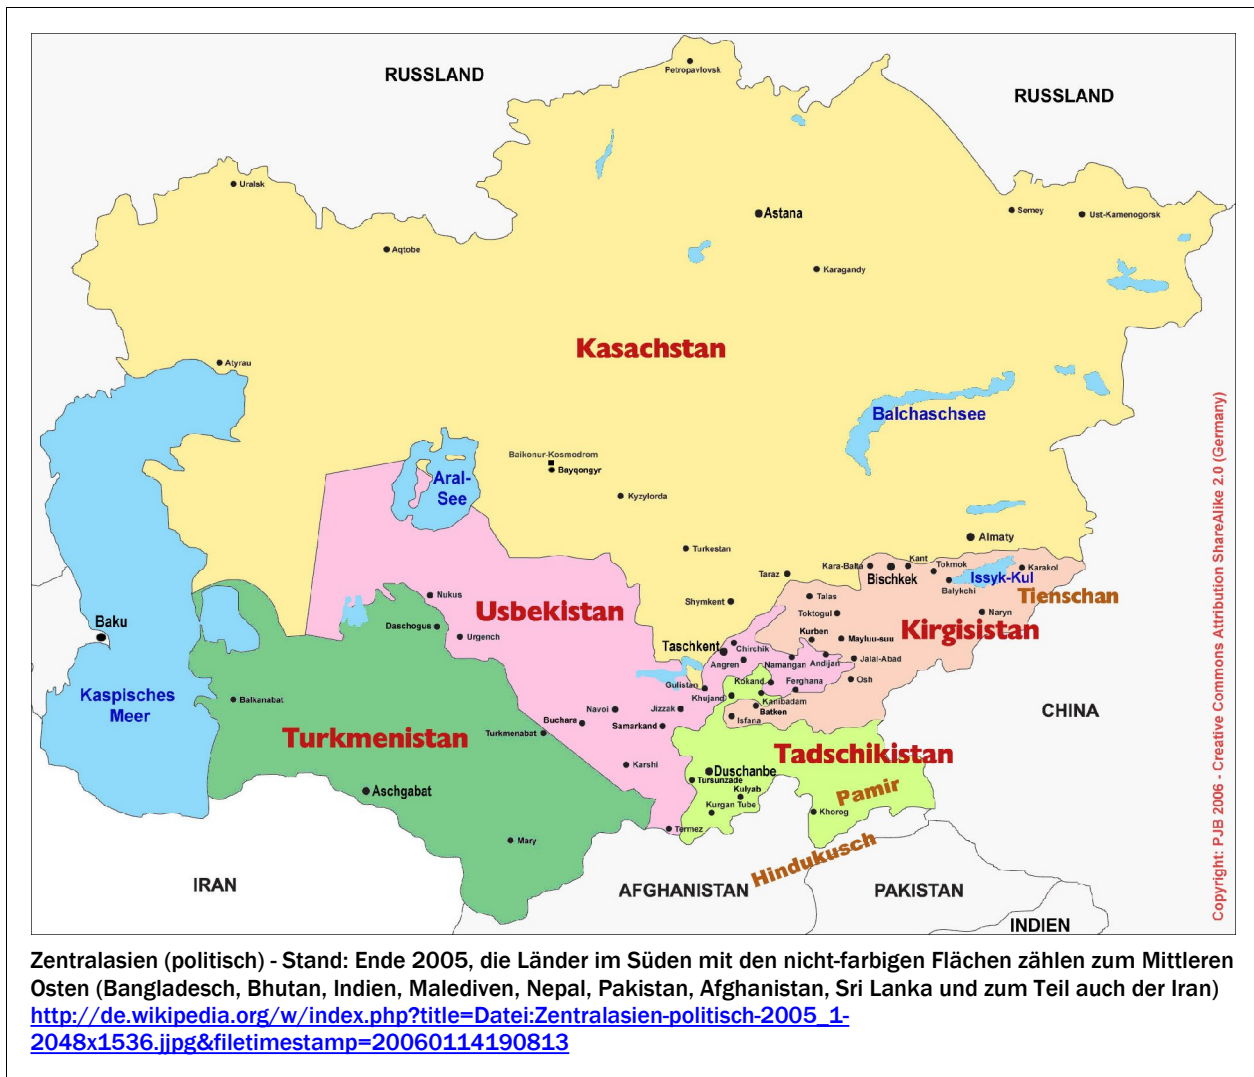 Petropavlovsk
RUSSLAND
RUSSLAND
Uralsk
Astana
Semey
Ust-Kamenogorsk
Aqtobe
Karagandy
Kasachstan
Atyrau
Balchaschsee
Baikonur-Kosmodrom
Bayqongyr
Aral-
See
Kyzylorda
Turkestan
Almaty
Kara-Balta
Kant
Bischkek
Tokmok
Issyk-Kul
Karakol
Balykchi
Tienschan
Taraz
Talas
Shymkent
Toktogul
Naryn
Nukus
Usbekistan
Daschogus
Urgench
Kurben
Mayluu-suu
Kirgisistan
Baku
Taschkent
Chirchik
Angren
Namangan
Andijan
Jalal-Abad
Gulistan
Kokand
Ferghana
Osh
Khujand
Kanibadam
Batken
Isfana
Kaspisches
Meer
Balkanabat
Navoi
Jizzak
Buchara
Samarkand
Turkmenabat
Turkmenistan
Karshi
Tadschikistan
Duschanbe
Tursunzade
Kulyab
Kurgan Tube
Pamir
Khorog
Aschgabat
Mary
Termez
Hindukusch
CHINA
IRAN
AFGHANISTAN
PAKISTAN
INDIEN
Copyright: PJB 2006 - Creative Commons Attribution ShareAlike 2.0 (Germany)
Zentralasien (politisch) - Stand: Ende 2005, die Länder im Süden mit den nicht-farbigen Flächen zählen zum Mittleren
Osten (Bangladesch, Bhutan, Indien, Malediven, Nepal, Pakistan, Afghanistan, Sri Lanka und zum Teil auch der Iran)
http://de.wikipedia.org/w/index.php?title=Datei:Zentralasien-politisch-2005_1-
2048x1536.jjpg&filetimestamp=20060114190813